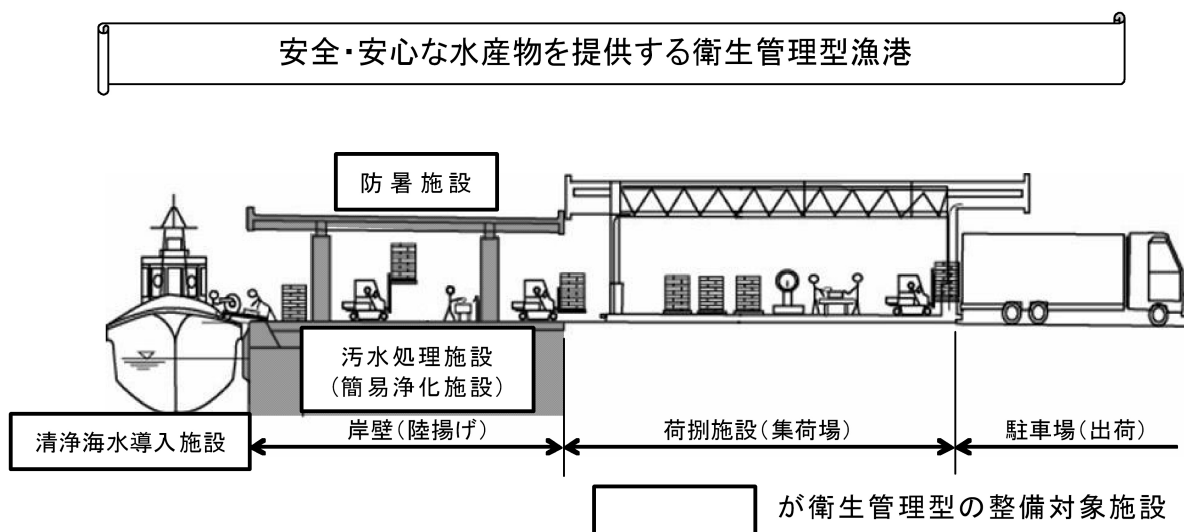 安全・安心な水産物を提供する衛生管理型漁港
防暑施設
汚水処理施設
(簡易浄化施設)
清浄海水導入施設
岸壁(陸揚げ)
荷捌施設(集荷場)
駐車場(出荷)
が衛生管理型の整備対象施設